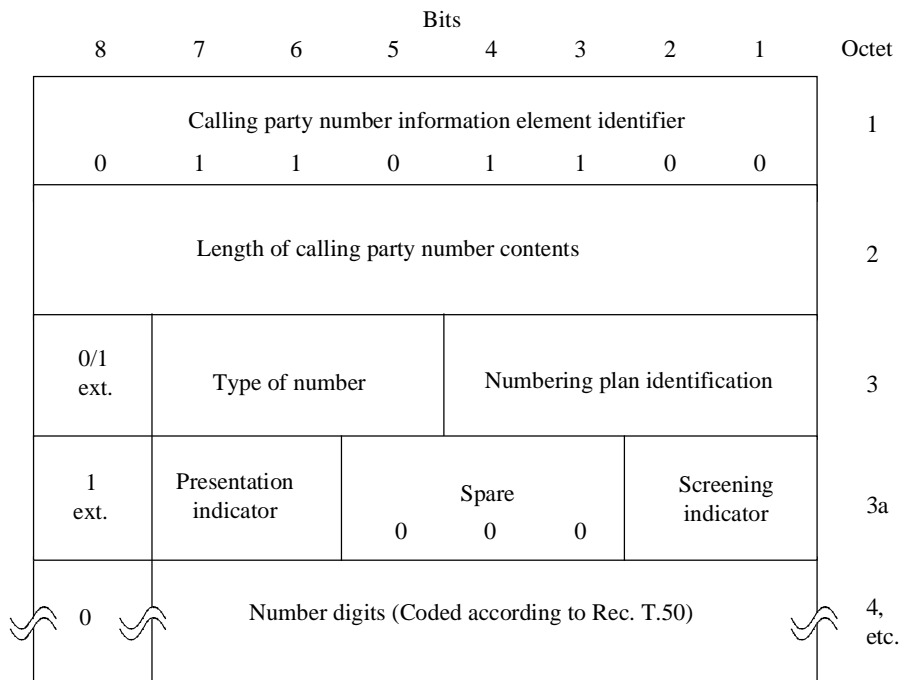 Bits
8 7 6 5 4 3 2 1 Octet
Calling party number information element identifier
0 1 1 0 1 1 0 0
1
Length of calling party number contents
2
0/1
ext.
Type of number
Numbering plan identification
3
1
ext.
Presentation
indicator
Spare
0 0 0
Screening
indicator
3a
0
Number digits (Coded according to Rec. T.50)
4,
etc.